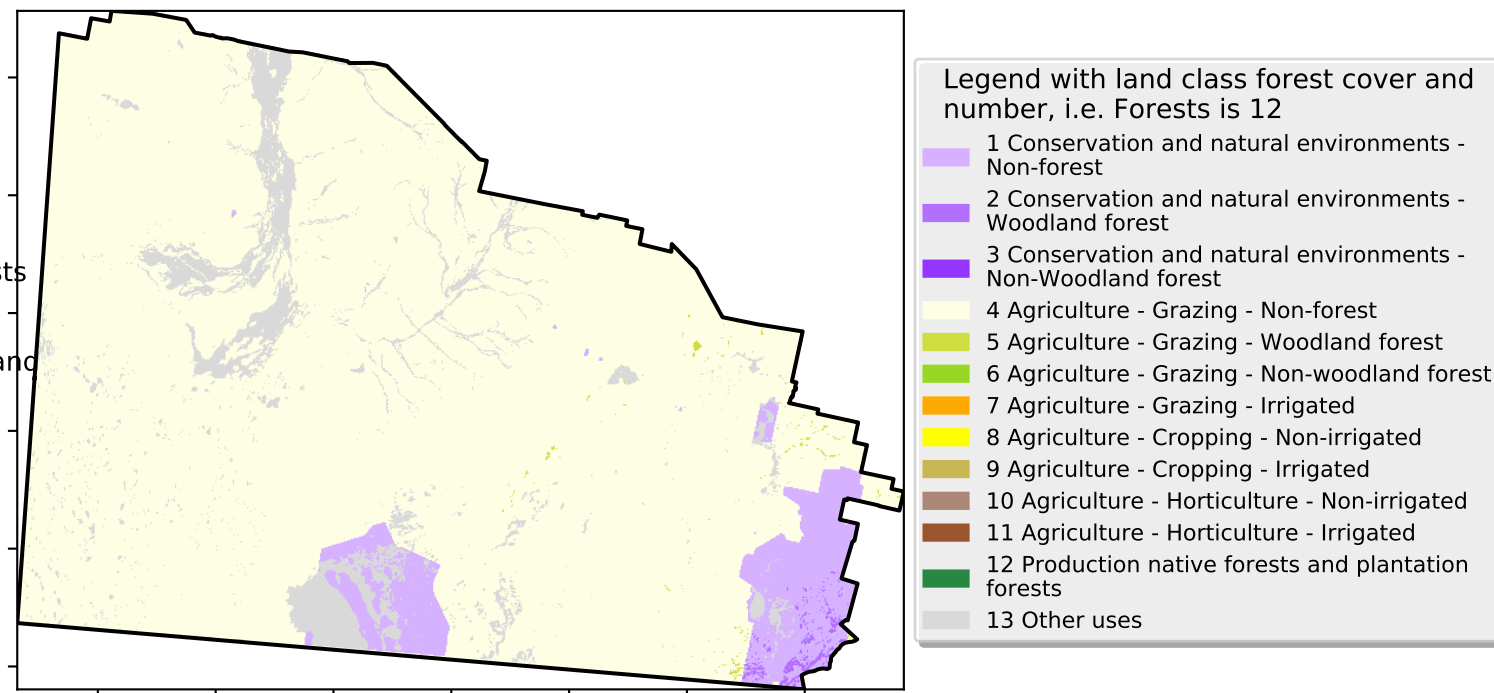 Legend with land class forest cover and
number, i.e. Forests is 12
1 Conservation and natural environments -
Non-forest
2 Conservation and natural environments -
Woodland forest
3 Conservation and natural environments -
Non-Woodland forest
4 Agriculture - Grazing - Non-forest
5 Agriculture - Grazing - Woodland forest
6 Agriculture - Grazing - Non-woodland forest
7 Agriculture - Grazing - Irrigated
8 Agriculture - Cropping - Non-irrigated
9 Agriculture - Cropping - Irrigated
10 Agriculture - Horticulture - Non-irrigated
11 Agriculture - Horticulture - Irrigated
12 Production native forests and plantation
forests
13 Other uses